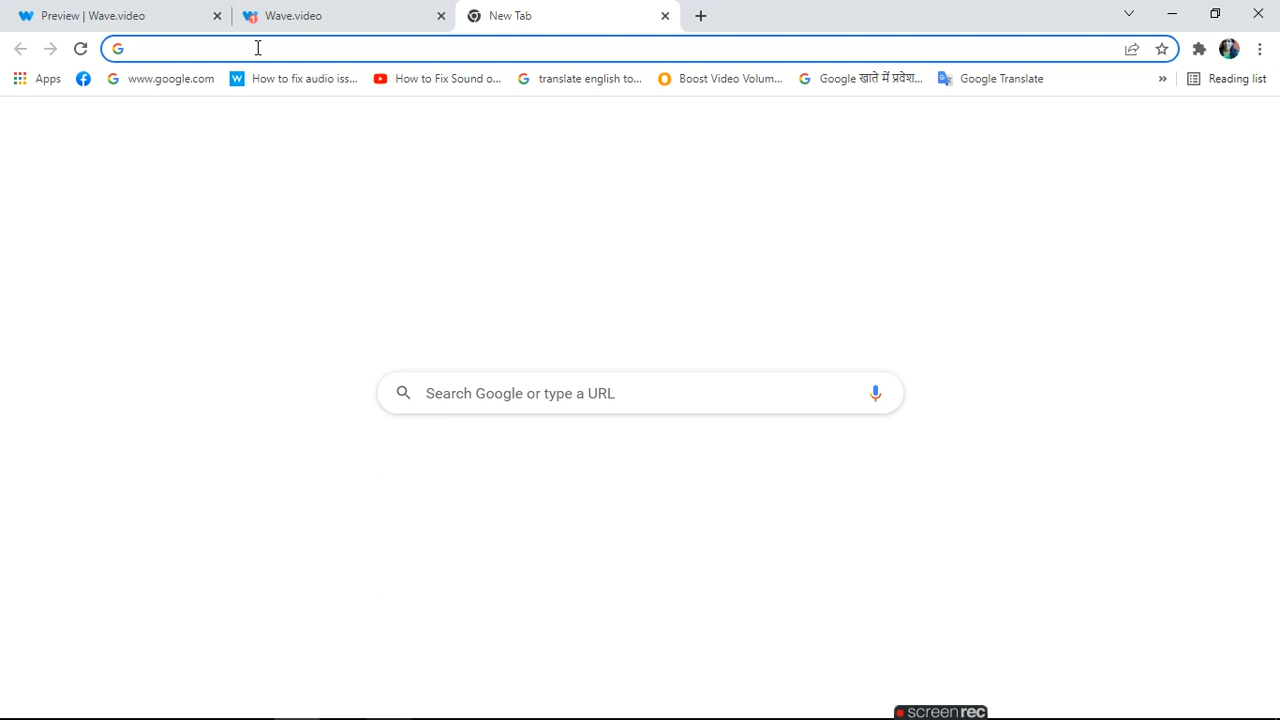 Preview | Wave.video
Wave.video
New Tab
Apps
www.google.com
How to fix audio iss...
How to Fix Sound o...
translate english to...
Boost Video Volum...
Google खाते में प्रवेश...
Google Translate
»
Reading list
Search Google or type a URL
screenrec